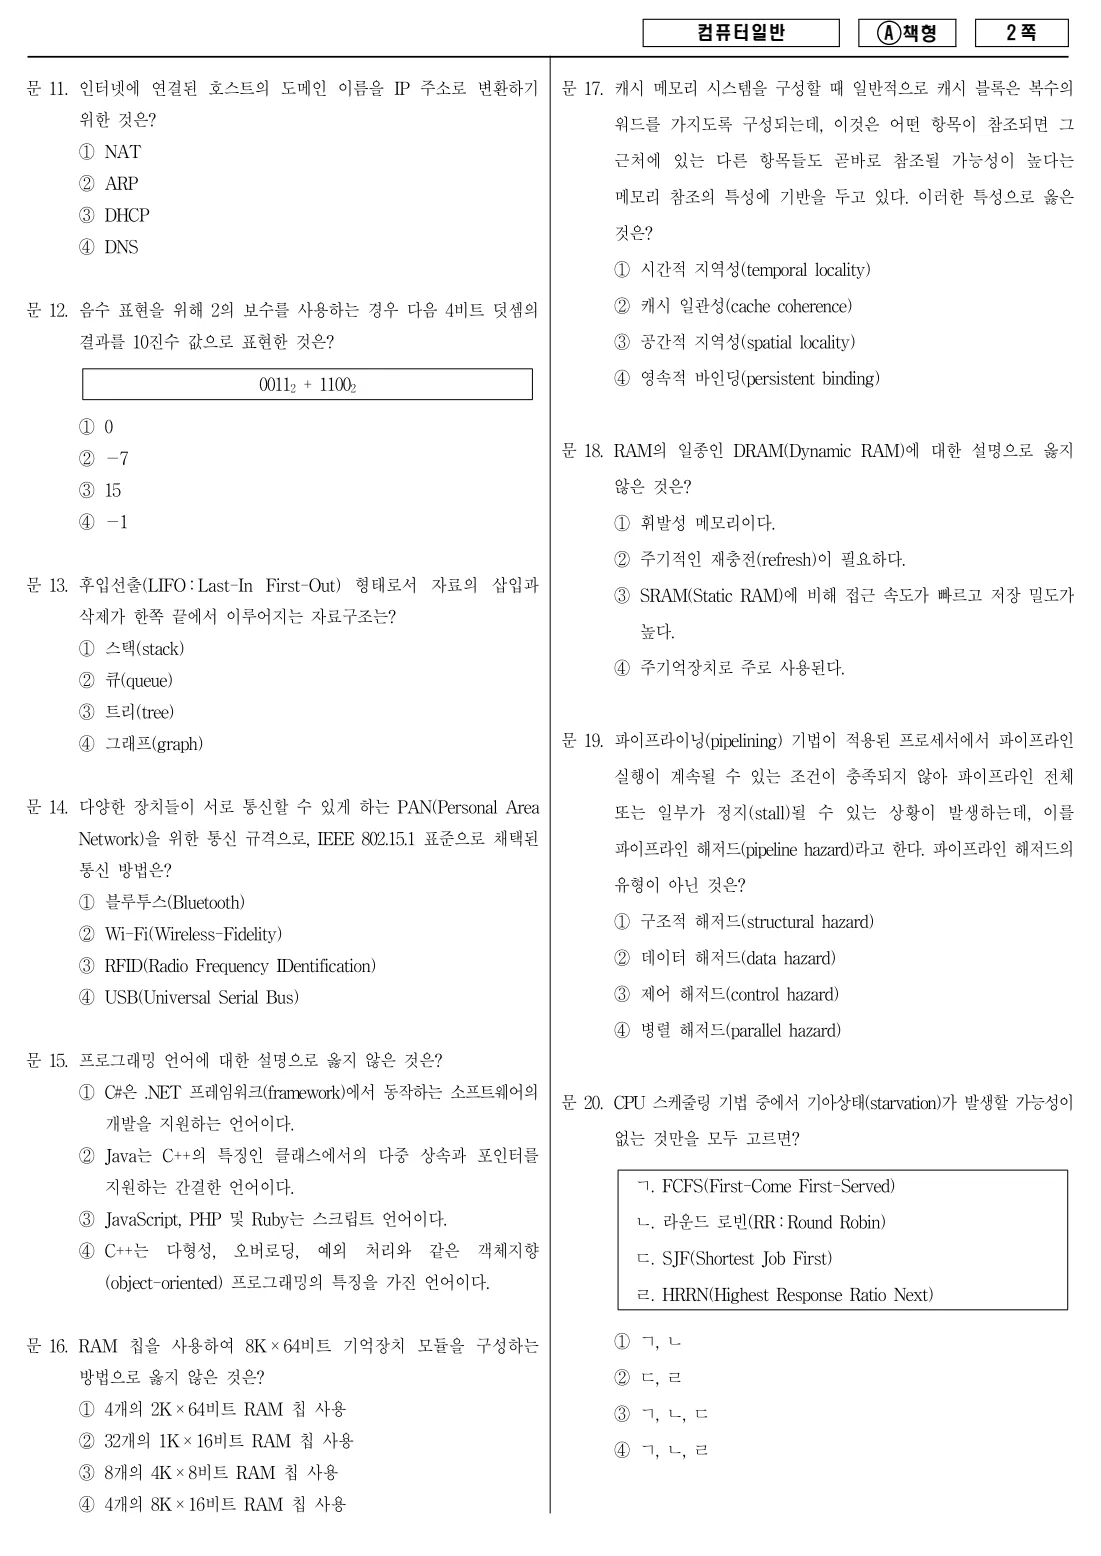 컴퓨터일반
Ⓐ책형
2쪽
문 11. 인터넷에 연결된 호스트의 도메인 이름을 IP 주소로 변환하기
위한 것은?
① NAT
② ARP
③ DHCP
④ DNS
문 12. 음수 표현을 위해 2의 보수를 사용하는 경우 다음 4비트 덧셈의
결과를 10진수 값으로 표현한 것은?
0011₂ + 1100₂
① 0
② －7
③ 15
④ －1
문 13. 후입선출(LIFO : Last-In First-Out) 형태로서 자료의 삽입과
삭제가 한쪽 끝에서 이루어지는 자료구조는?
① 스택(stack)
② 큐(queue)
③ 트리(tree)
④ 그래프(graph)
문 14. 다양한 장치들이 서로 통신할 수 있게 하는 PAN(Personal Area
Network)을 위한 통신 규격으로, IEEE 802.15.1 표준으로 채택된
통신 방법은?
① 블루투스(Bluetooth)
② Wi-Fi(Wireless-Fidelity)
③ RFID(Radio Frequency IDentification)
④ USB(Universal Serial Bus)
문 15. 프로그래밍 언어에 대한 설명으로 옳지 않은 것은?
① C#은 .NET 프레임워크(framework)에서 동작하는 소프트웨어의
개발을 지원하는 언어이다.
② Java는 C++의 특징인 클래스에서의 다중 상속과 포인터를
지원하는 간결한 언어이다.
③ JavaScript, PHP 및 Ruby는 스크립트 언어이다.
④ C++는 다형성, 오버로딩, 예외 처리와 같은 객체지향
(object-oriented) 프로그래밍의 특징을 가진 언어이다.
문 16. RAM 칩을 사용하여 8K × 64비트 기억장치 모듈을 구성하는
방법으로 옳지 않은 것은?
① 4개의 2K × 64비트 RAM 칩 사용
② 32개의 1K × 16비트 RAM 칩 사용
③ 8개의 4K × 8비트 RAM 칩 사용
④ 4개의 8K × 16비트 RAM 칩 사용
문 17. 캐시 메모리 시스템을 구성할 때 일반적으로 캐시 블록은 복수의
워드를 가지도록 구성되는데, 이것은 어떤 항목이 참조되면 그
근처에 있는 다른 항목들도 곧바로 참조될 가능성이 높다는
메모리 참조의 특성에 기반을 두고 있다. 이러한 특성으로 옳은
것은?
① 시간적 지역성(temporal locality)
② 캐시 일관성(cache coherence)
③ 공간적 지역성(spatial locality)
④ 영속적 바인딩(persistent binding)
문 18. RAM의 일종인 DRAM(Dynamic RAM)에 대한 설명으로 옳지
않은 것은?
① 휘발성 메모리이다.
② 주기적인 재충전(refresh)이 필요하다.
③ SRAM(Static RAM)에 비해 접근 속도가 빠르고 저장 밀도가
높다.
④ 주기억장치로 주로 사용된다.
문 19. 파이프라이닝(pipelining) 기법이 적용된 프로세서에서 파이프라인
실행이 계속될 수 있는 조건이 충족되지 않아 파이프라인 전체
또는 일부가 정지(stall)될 수 있는 상황이 발생하는데, 이를
파이프라인 해저드(pipeline hazard)라고 한다. 파이프라인 해저드의
유형이 아닌 것은?
① 구조적 해저드(structural hazard)
② 데이터 해저드(data hazard)
③ 제어 해저드(control hazard)
④ 병렬 해저드(parallel hazard)
문 20. CPU 스케줄링 기법 중에서 기아상태(starvation)가 발생할 가능성이
없는 것만을 모두 고르면?
ㄱ. FCFS(First-Come First-Served)
ㄴ. 라운드 로빈(RR : Round Robin)
ㄷ. SJF(Shortest Job First)
ㄹ. HRRN(Highest Response Ratio Next)
① ㄱ, ㄴ
② ㄷ, ㄹ
③ ㄱ, ㄴ, ㄷ
④ ㄱ, ㄴ, ㄹ